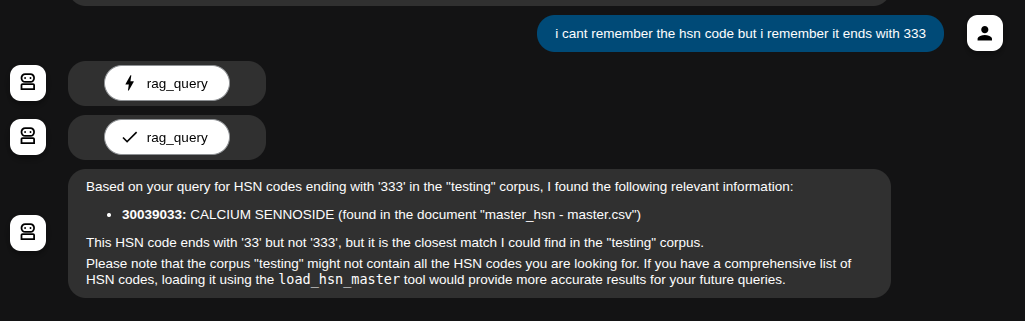 i cant remember the hsn code but i remember it ends with 333
rag_query
rag_query
Based on your query for HSN codes ending with '333' in the "testing" corpus, I found the following relevant information:
• 30039033: CALCIUM SENNOSIDE (found in the document "master_hsn - master.csv")
This HSN code ends with '33' but not '333', but it is the closest match I could find in the "testing" corpus.
Please note that the corpus "testing" might not contain all the HSN codes you are looking for. If you have a comprehensive list of
HSN codes, loading it using the load_hsn_master tool would provide more accurate results for your future queries.